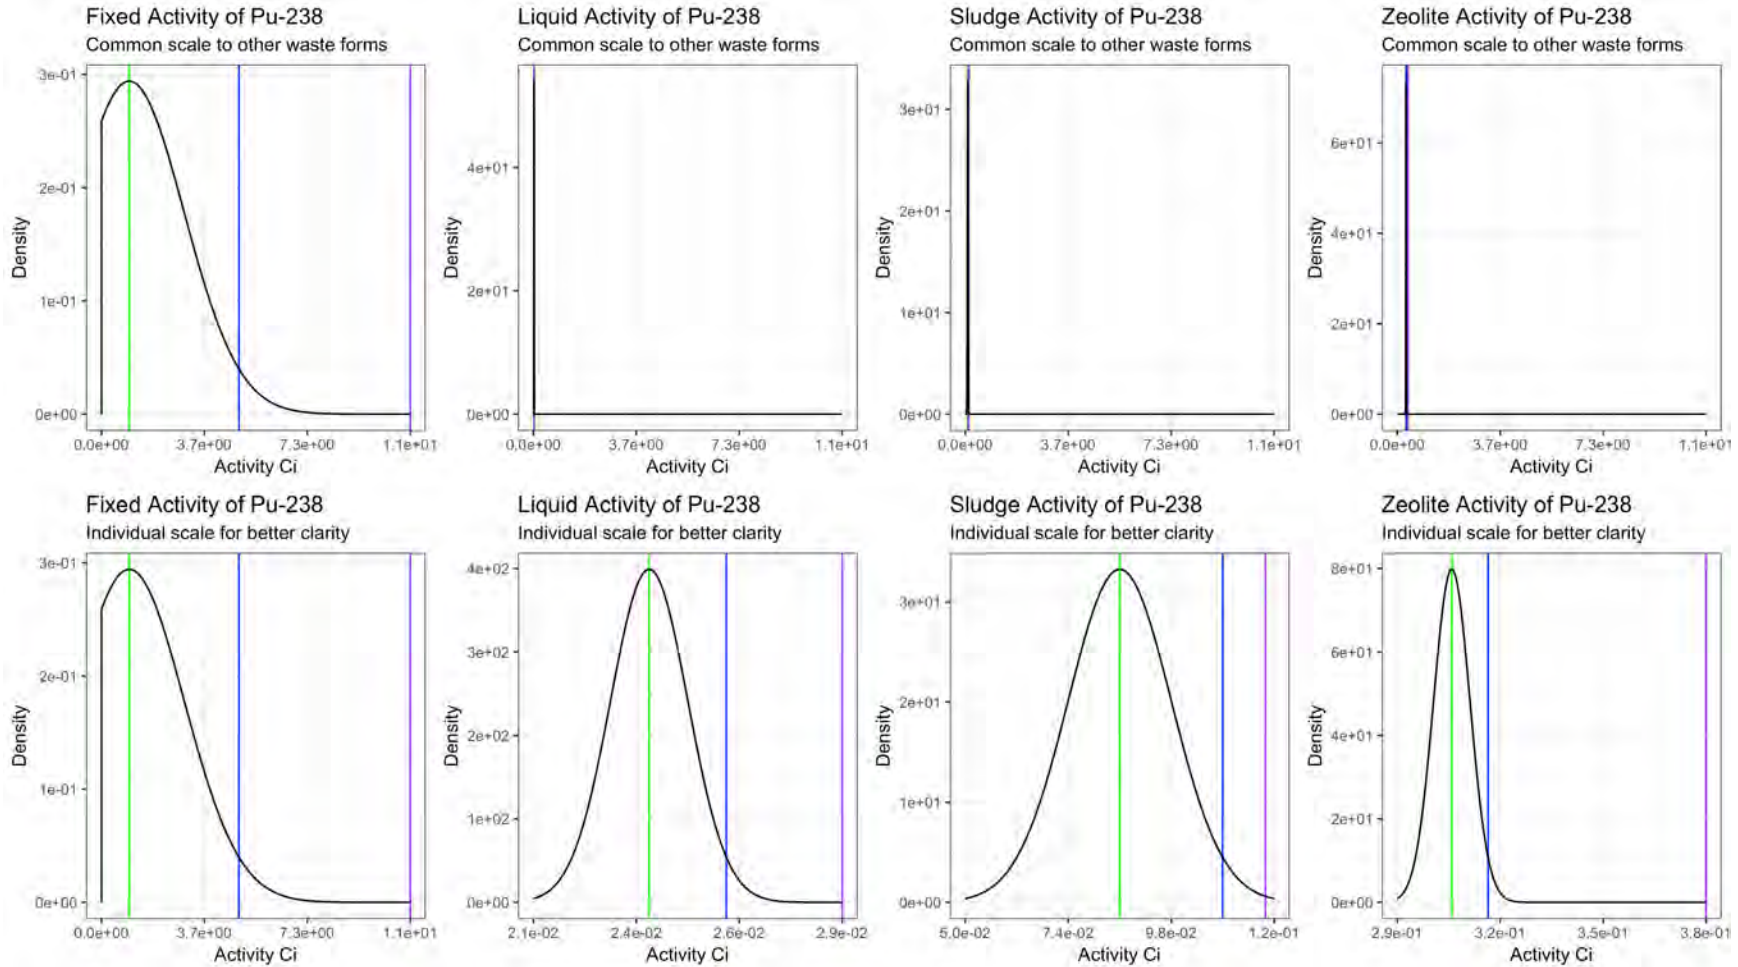 Fixed Activity of Pu-238
Common scale to other waste forms
3e-01
2e-01
1e-01
0e+00
Density
0.0e+00 3.7e+00 7.3e+00 1.1e+01
Activity Ci
Liquid Activity of Pu-238
Common scale to other waste forms
4e+01
2e+01
0e+00
Density
0.0e+00 3.7e+00 7.3e+00 1.1e+01
Activity Ci
Sludge Activity of Pu-238
Common scale to other waste forms
3e+01
2e+01
1e+01
0e+00
Density
0.0e+00 3.7e+00 7.3e+00 1.1e+01
Activity Ci
Zeolite Activity of Pu-238
Common scale to other waste forms
6e+01
4e+01
2e+01
0e+00
Density
0.0e+00 3.7e+00 7.3e+00 1.1e+01
Activity Ci
Fixed Activity of Pu-238
Individual scale for better clarity
3e-01
2e-01
1e-01
0e+00
Density
0.0e+00 3.7e+00 7.3e+00 1.1e+01
Activity Ci
Liquid Activity of Pu-238
Individual scale for better clarity
4e+02
3e+02
2e+02
1e+02
0e+00
Density
2.1e-02 2.4e-02 2.6e-02 2.9e-02
Activity Ci
Sludge Activity of Pu-238
Individual scale for better clarity
3e+01
2e+01
1e+01
0e+00
Density
5.0e-02 7.4e-02 9.8e-02 1.2e-01
Activity Ci
Zeolite Activity of Pu-238
Individual scale for better clarity
8e+01
6e+01
4e+01
2e+01
0e+00
Density
2.9e-01 3.2e-01 3.5e-01 3.8e-01
Activity Ci